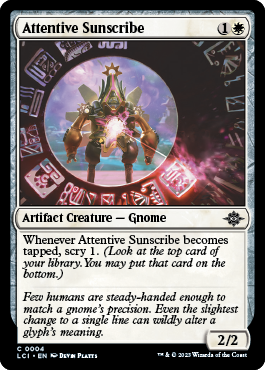 Attentive Sunscribe 1
Artifact Creature — Gnome
Whenever Attentive Sunscribe becomes
tapped, scry 1. (Look at the top card of
your library. You may put that card on
the bottom.)
Few humans are steady-handed enough to
match a gnome's precision. Even the slightest
change to a single line can wildly alter a
glyph's meaning.
2/2
C 0004
LCI • EN Devin Platts
™ & © 2023 Wizards of the Coast